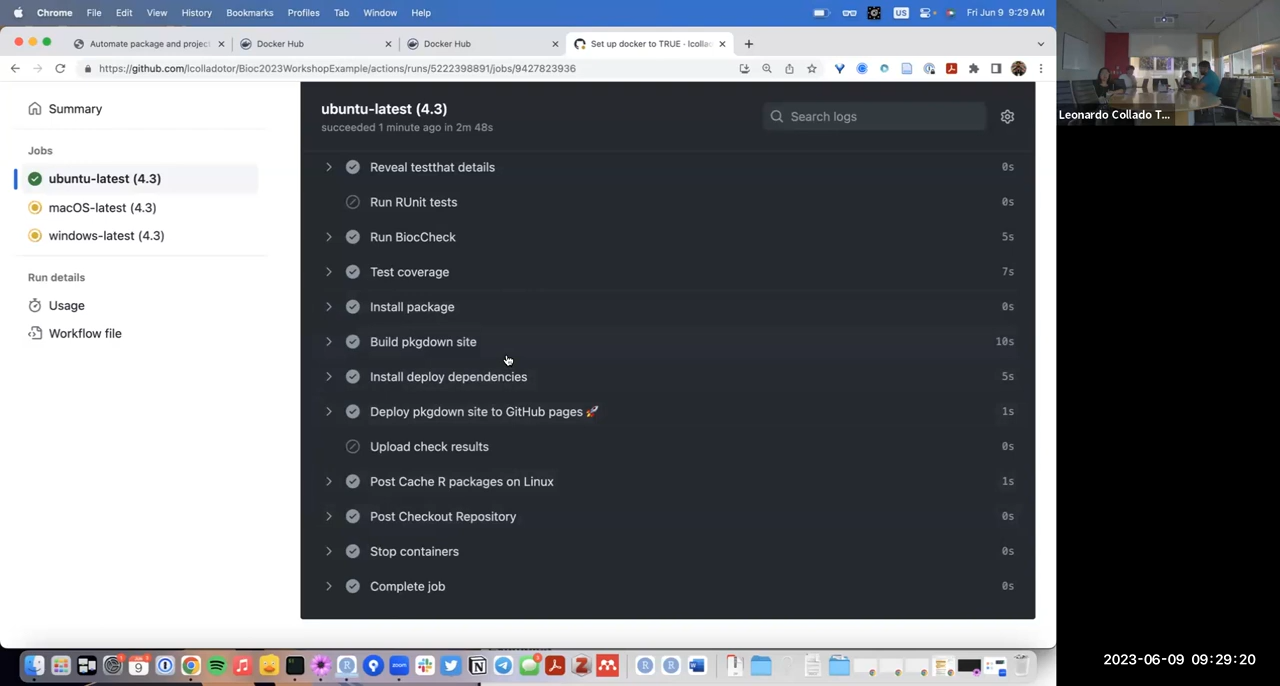 Chrome File Edit View History Bookmarks Profiles Tab Window Help US Fri Jun 9 9:29 AM
Automate package and project Docker Hub Docker Hub Set up docker to TRUE · lcollado
https://github.com/lcolladotor/Bioc2023WorkshopExample/actions/runs/5222398891/jobs/9427823936
Summary
Jobs
ubuntu-latest (4.3)
macOS-latest (4.3)
windows-latest (4.3)
Run details
Usage
Workflow file
ubuntu-latest (4.3)
succeeded 1 minute ago in 2m 48s
Search logs
Reveal testthat details 0s
Run RUnit tests 0s
Run BiocCheck 5s
Test coverage 7s
Install package 0s
Build pkgdown site 10s
Install deploy dependencies 5s
Deploy pkgdown site to GitHub pages 🚀 1s
Upload check results 0s
Post Cache R packages on Linux 1s
Post Checkout Repository 0s
Stop containers 0s
Complete job 0s
Leonardo Collado T...
2023-06-09 09:29:20